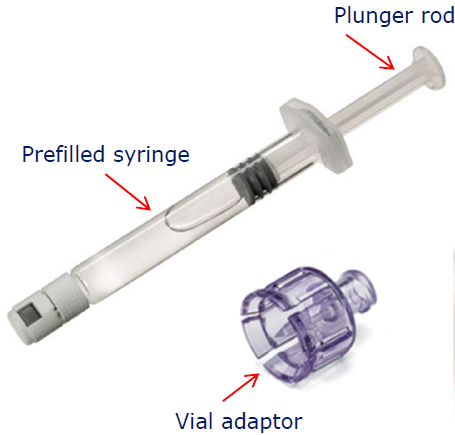 Plunger rod
Prefilled syringe
Vial adaptor